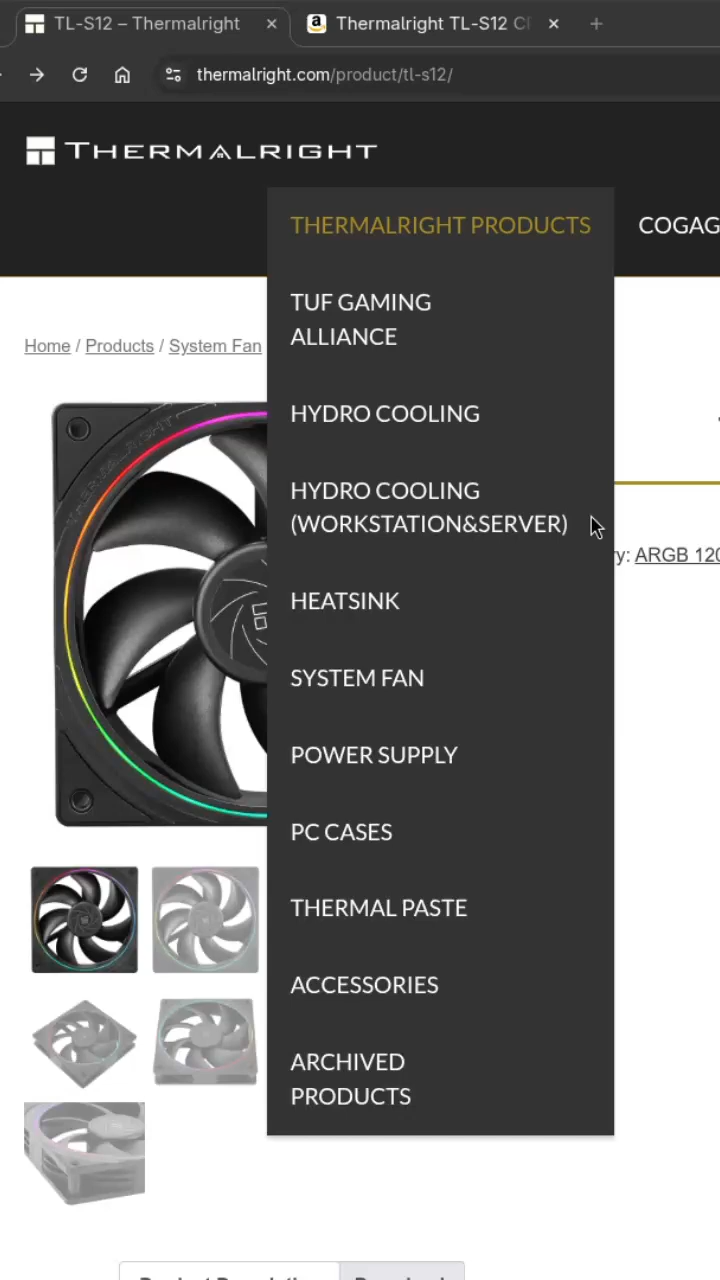 TL-S12 – Thermalright
Thermalright TL-S12
thermalright.com/product/tl-s12/
THERMALRIGHT
THERMALRIGHT PRODUCTS
COGAG
TUF GAMING
ALLIANCE
Home / Products / System Fan
HYDRO COOLING
THERMALRIGHT
HYDRO COOLING
(WORKSTATION&SERVER)
ry: ARGB 120
HEATSINK
SYSTEM FAN
POWER SUPPLY
PC CASES
THERMAL PASTE
ACCESSORIES
ARCHIVED
PRODUCTS